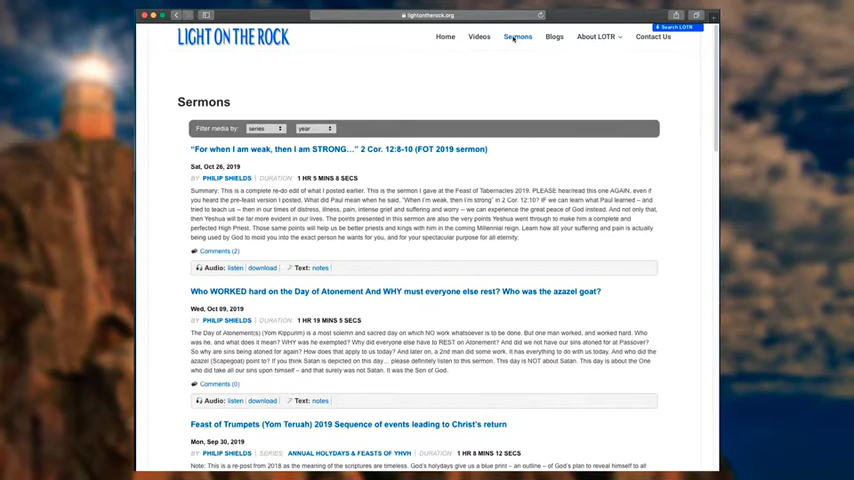 lightontherock.org
Search LOTR
LIGHT ON THE ROCK
Home Videos Sermons Blogs About LOTR Contact Us
Sermons
Filter media by: series year
“For when I am weak, then I am STRONG…” 2 Cor. 12:8-10 (FOT 2019 sermon)
Sat, Oct 26, 2019
BY PHILIP SHIELDS DURATION: 1 HR 5 MINS 8 SECS
Summary: This is a complete re-do edit of what I posted earlier. This is the sermon I gave at the Feast of Tabernacles 2019. PLEASE hear/read this one AGAIN, even if
you heard the pre-feast version I posted. What did Paul mean when he said, "When I'm weak, then I'm strong" in 2 Cor. 12:10? IF we can learn what Paul learned – and
tried to teach us – then in our times of distress, illness, pain, intense grief and suffering and worry – we can experience the great peace of God instead. And not only that,
then Yeshua will be far more evident in our lives. The points presented in this sermon are also the very points Yeshua went through to make him a complete and
perfected High Priest. Those same points will help us be better priests and kings with him in the coming Millennial reign. Learn how all your suffering and pain is actually
being used by God to mold you into the exact person he wants for you, and for your spectacular purpose for all eternity.
Comments (2)
Audio: listen | download | Text: notes |
Who WORKED hard on the Day of Atonement And WHY must everyone else rest? Who was the azazel goat?
Wed, Oct 09, 2019
BY PHILIP SHIELDS DURATION: 1 HR 19 MINS 5 SECS
The Day of Atonement(s) (Yom Kippurim) is a most solemn and sacred day on which NO work whatsoever is to be done. But one man worked, and worked hard. Who
was he, and what does it mean? WHY was he exempted? Why did everyone else have to REST on Atonement? And did we not have our sins atoned for at Passover?
So why are sins being atoned for again? How does that apply to us today? And later on, a 2nd man did some work. It has everything to do with us today. And who did the
azazel (Scapegoat) point to? If you think Satan is depicted on this day… please definitely listen to this sermon. This day is NOT about Satan. This day is about the One
who did take all our sins upon himself – and that surely was not Satan. It was the Son of God.
Comments (0)
Audio: listen | download | Text: notes |
Feast of Trumpets (Yom Teruah) 2019 Sequence of events leading to Christ's return
Mon, Sep 30, 2019
BY PHILIP SHIELDS SERIES: ANNUAL HOLYDAYS & FEASTS OF YHVH DURATION: 1 HR 8 MINS 12 SECS
Note: This is a re-post from 2018 as the meaning of the scriptures are timeless. God's holydays give us a blue print – an outline – of God's plan to reveal himself to all